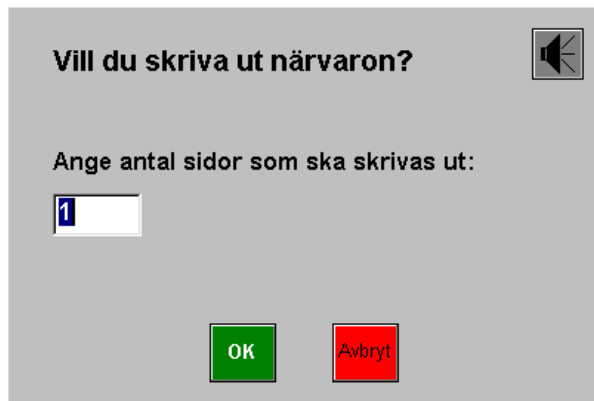 Vill du skriva ut närvaron?
Ange antal sidor som ska skrivas ut:
1
OK
Avbryt